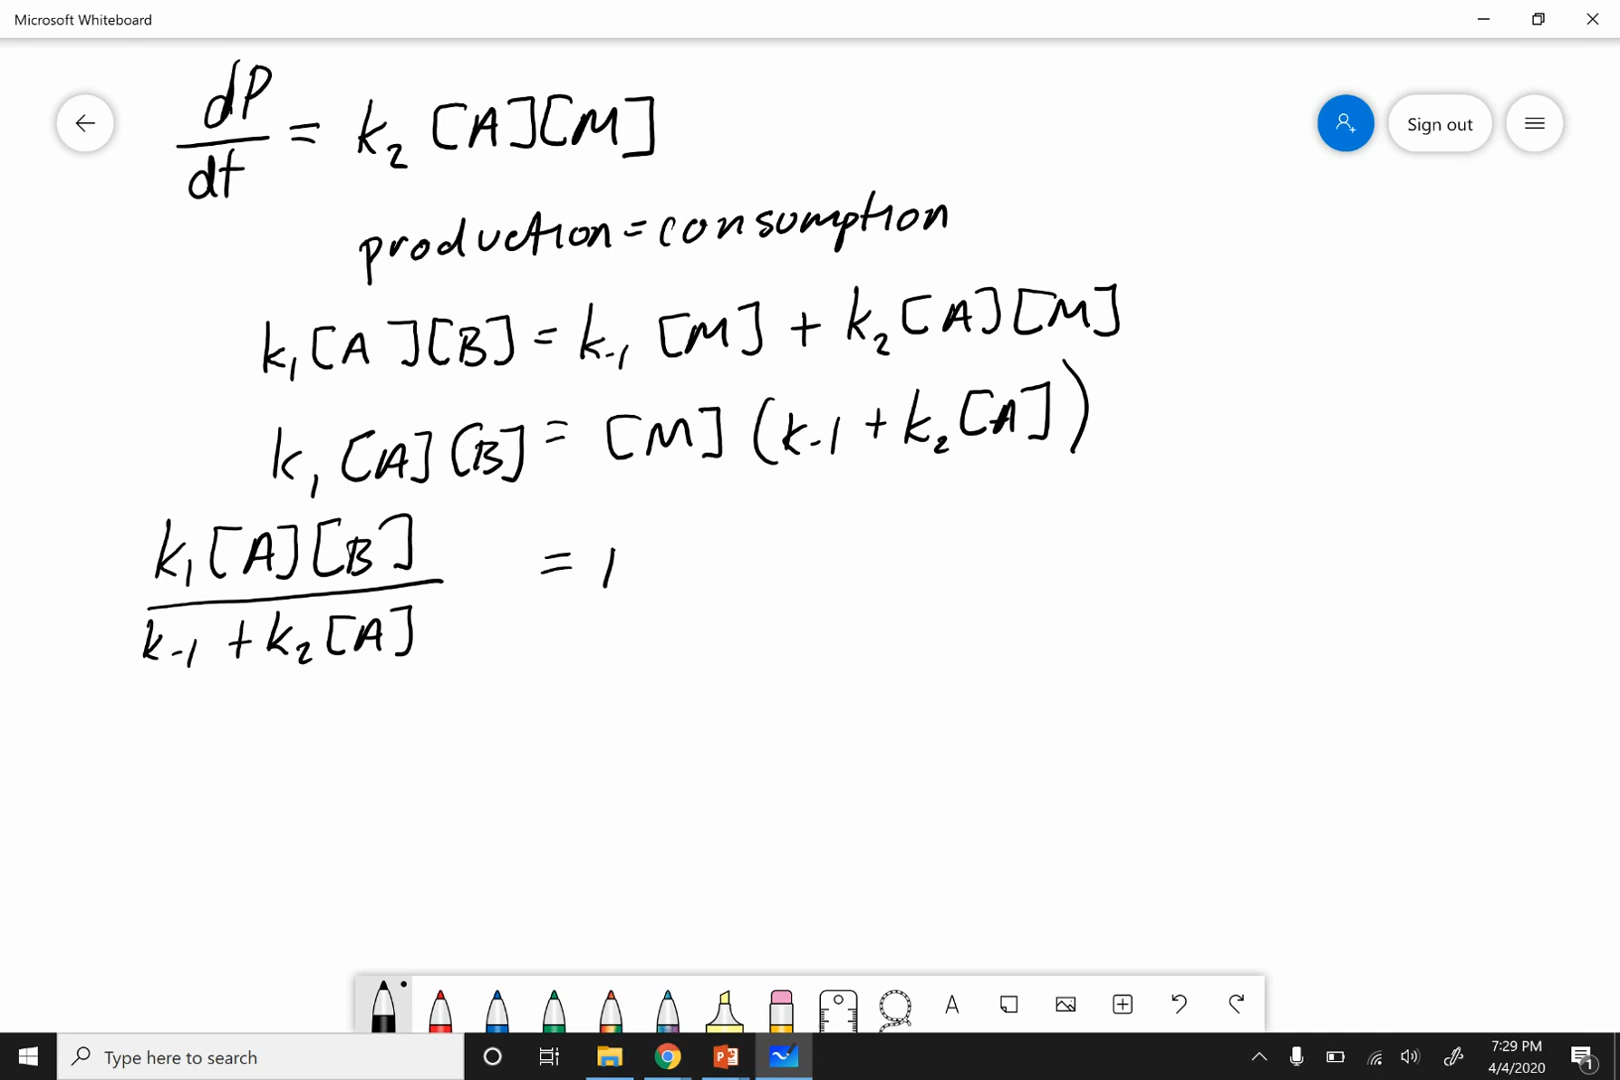 Microsoft Whiteboard
Sign out
dP/dt = k₂ [A][M]
production = consumption
k₁[A][B] = k₋₁ [M] + k₂[A][M]
k₁[A][B] = [M] (k₋₁ + k₂[A])
k₁[A][B] / k₋₁ + k₂[A] = 1
A
Type here to search
7:29 PM
4/4/2020
1